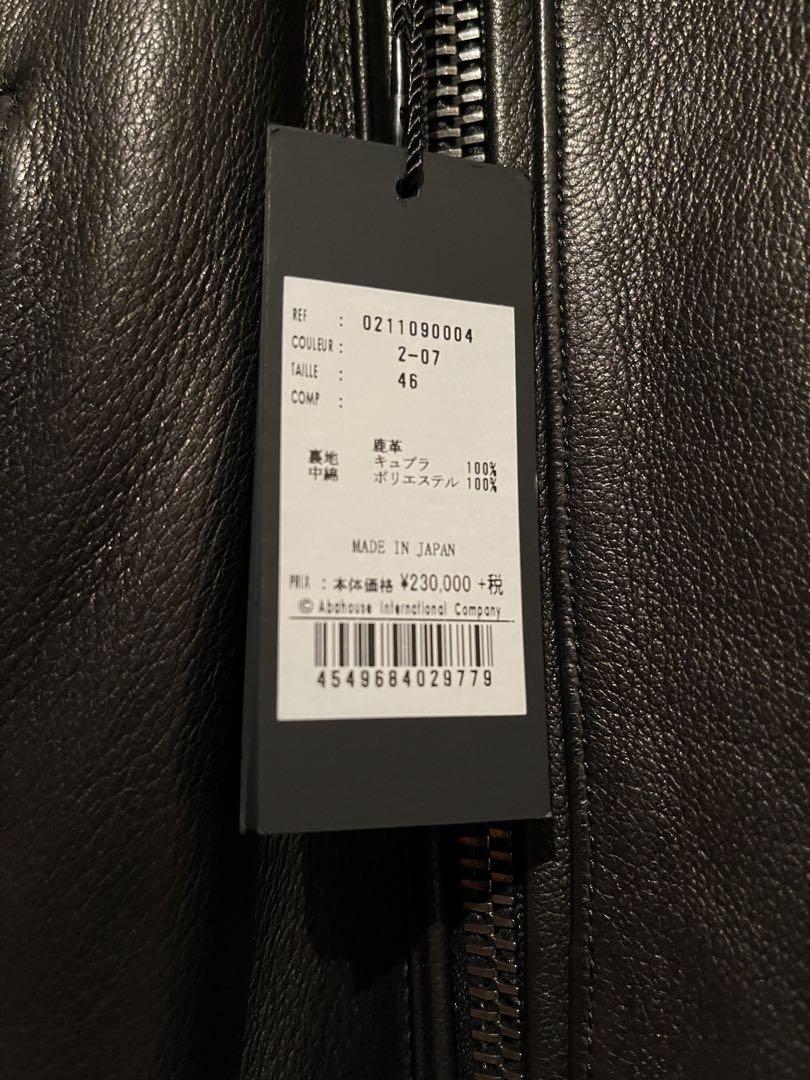 REF : 0211090004
COULEUR : 2-07
TAILLE : 46
COMP :
鹿革
裏地 キュプラ 100%
中綿 ポリエステル 100%
MADE IN JAPAN
PRIX : 本体価格 ¥230,000 +税
© Abahouse International Company
4549684029779